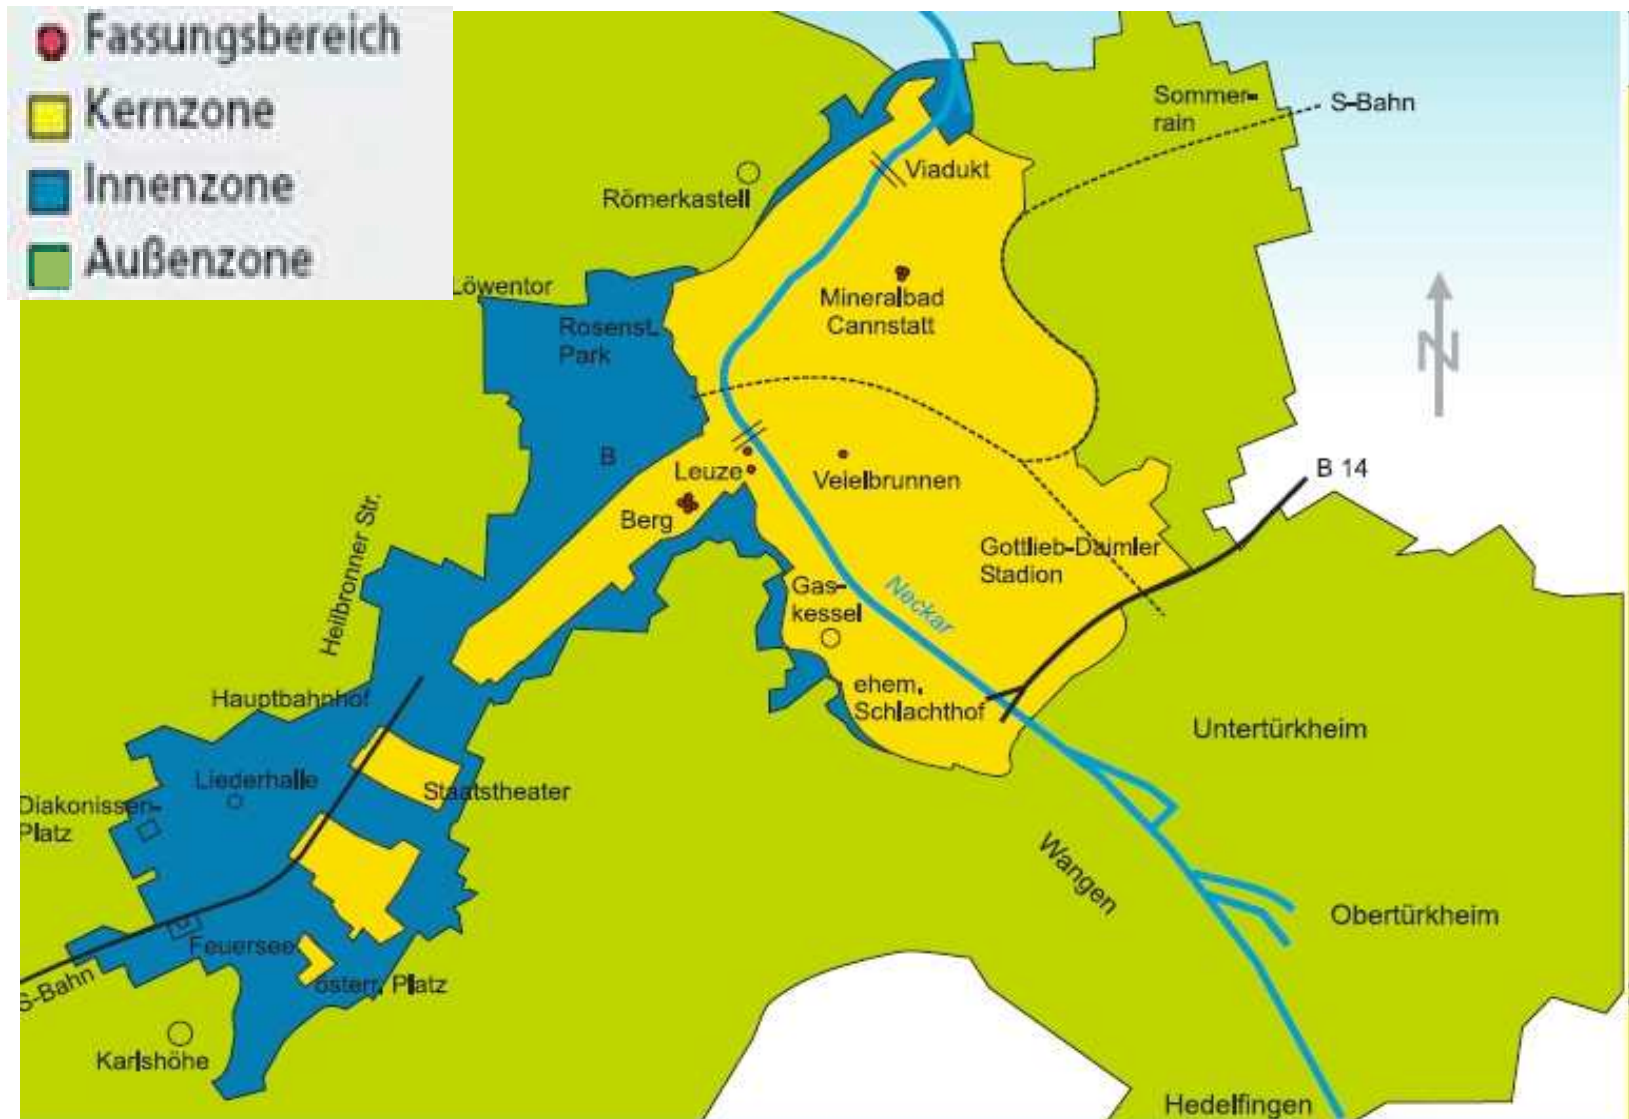 Fassungsbereich
Kernzone
Innenzone
Außenzone
Sommer-
rain
S-Bahn
Viadukt
Römerkastell
Löwentor
Mineralbad
Cannstatt
Rosenst.
Park
B
Leuze
Veielbrunnen
B 14
Berg
Gottlieb-Daimler
Stadion
Heilbronner Str.
Gas-
kessel
Neckar
Hauptbahnhof
ehem.
Schlachthof
Untertürkheim
Liederhalle
Staatstheater
Diakonissen-
Platz
Wangen
Obertürkheim
Feuersee
österr. Platz
S-Bahn
Karlshöhe
Hedelfingen
N